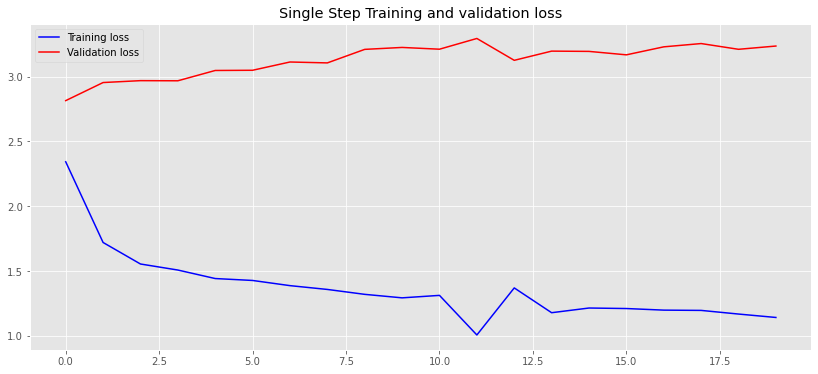 Single Step Training and validation loss
Training loss
Validation loss
3.0
2.5
2.0
1.5
1.0
0.0 2.5 5.0 7.5 10.0 12.5 15.0 17.5